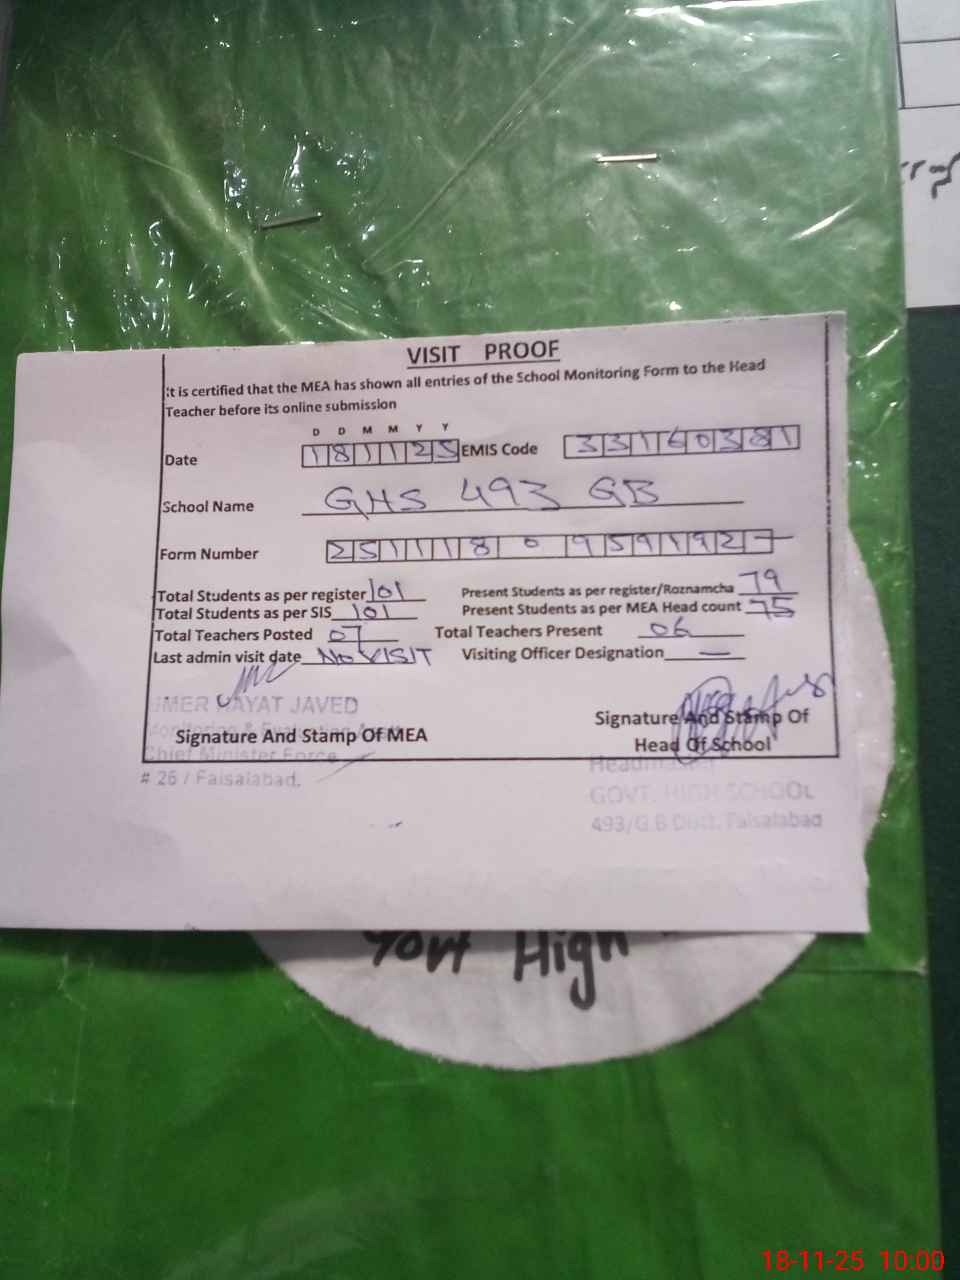 VISIT PROOF
It is certified that the MEA has shown all entries of the School Monitoring Form to the Head
Teacher before its online submission
D D M M Y Y
Date 181125 EMIS Code 33160381
School Name GHS 493 GB
Form Number 25111809591927
Total Students as per register 101 Present Students as per register/Roznamcha 79
Total Students as per SIS 101 Present Students as per MEA Head count 75
Total Teachers Posted 07 Total Teachers Present 06
Last admin visit date No VISIT Visiting Officer Designation —
UMER HAYAT JAVED
Monitoring & Evaluation
Signature And Stamp Of MEA
Chief Minister Force
# 26 / Faisalabad.
Signature And Stamp Of
Head Of School
Headmaster
GOVT. HIGH SCHOOL
493/G.B Distt. Faisalabad
Govt High
18-11-25 10:00